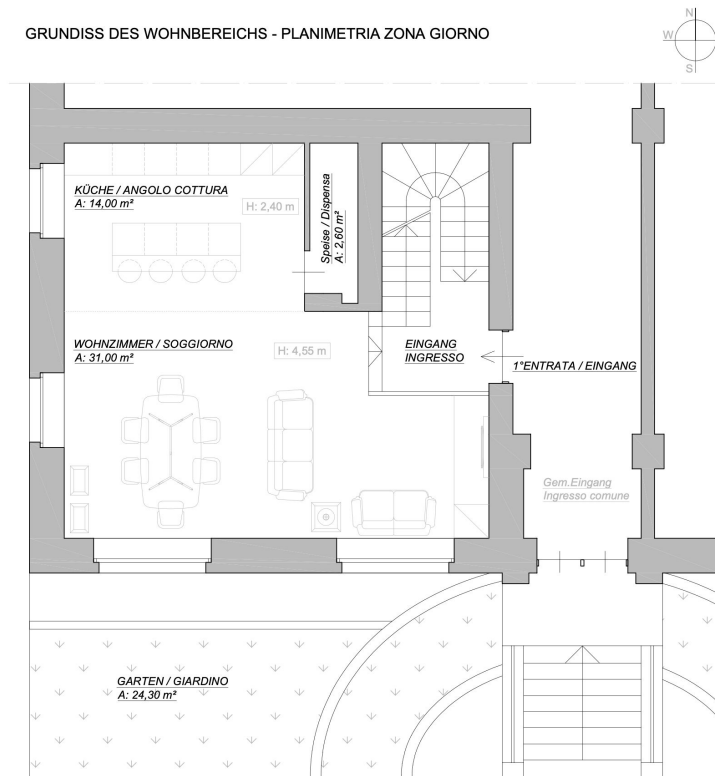 GRUNDISS DES WOHNBEREICHS - PLANIMETRIA ZONA GIORNO
N
W
S
KÜCHE / ANGOLO COTTURA
A: 14,00 m²
H: 2,40 m
Speise / Dispensa
A: 2,60 m²
WOHNZIMMER / SOGGIORNO
A: 31,00 m²
H: 4,55 m
EINGANG
INGRESSO
1°ENTRATA / EINGANG
Gem.Eingang
Ingresso comune
GARTEN / GIARDINO
A: 24,30 m²